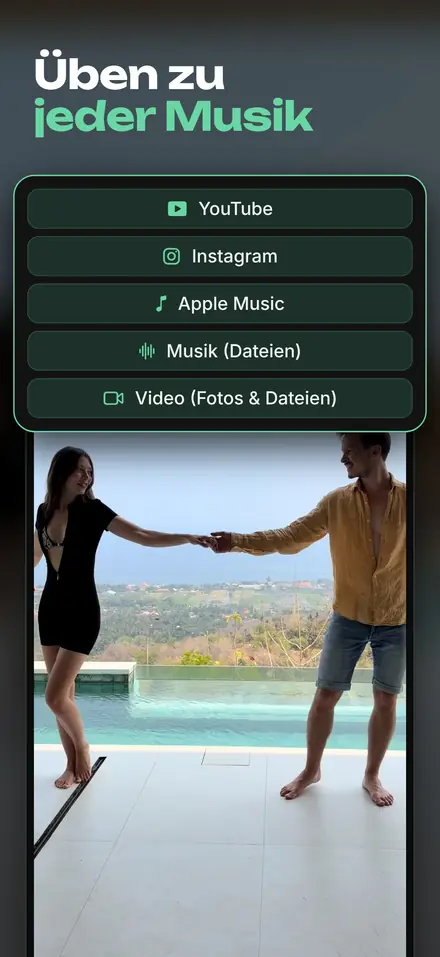 Üben zu
jeder Musik
YouTube
Instagram
Apple Music
Musik (Dateien)
Video (Fotos & Dateien)